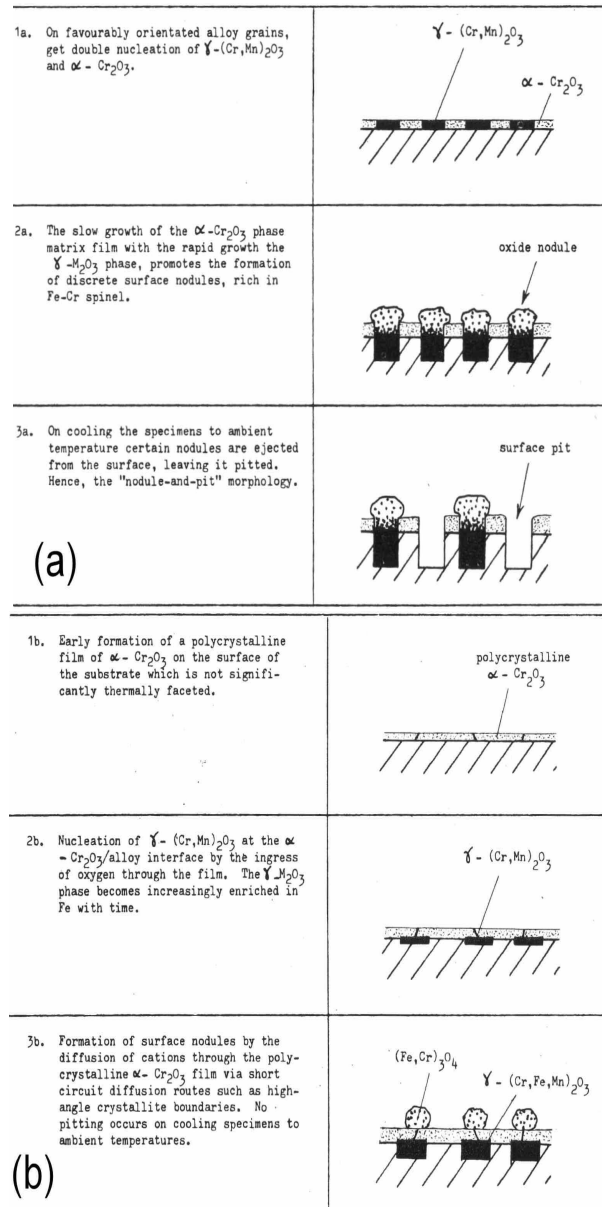 1a. On favourably orientated alloy grains,
get double nucleation of ɣ-(Cr,Mn)₂O₃
and α - Cr₂O₃.
ɣ - (Cr,Mn)₂O₃
α - Cr₂O₃
2a. The slow growth of the α-Cr₂O₃ phase
matrix film with the rapid growth the
ɣ -M₂O₃ phase, promotes the formation
of discrete surface nodules, rich in
Fe-Cr spinel.
oxide nodule
3a. On cooling the specimens to ambient
temperature certain nodules are ejected
from the surface, leaving it pitted.
Hence, the "nodule-and-pit" morphology.
surface pit
(a)
1b. Early formation of a polycrystalline
film of α- Cr₂O₃ on the surface of
the substrate which is not signifi-
cantly thermally faceted.
polycrystalline
α - Cr₂O₃
2b. Nucleation of ɣ- (Cr,Mn)₂O₃ at the α
- Cr₂O₃/alloy interface by the ingress
of oxygen through the film. The ɣ-M₂O₃
phase becomes increasingly enriched in
Fe with time.
ɣ - (Cr,Mn)₂O₃
3b. Formation of surface nodules by the
diffusion of cations through the poly-
crystalline α- Cr₂O₃ film via short
circuit diffusion routes such as high-
angle crystallite boundaries. No
pitting occurs on cooling specimens to
ambient temperatures.
(Fe,Cr)₃O₄
ɣ - (Cr,Fe,Mn)₂O₃
(b)